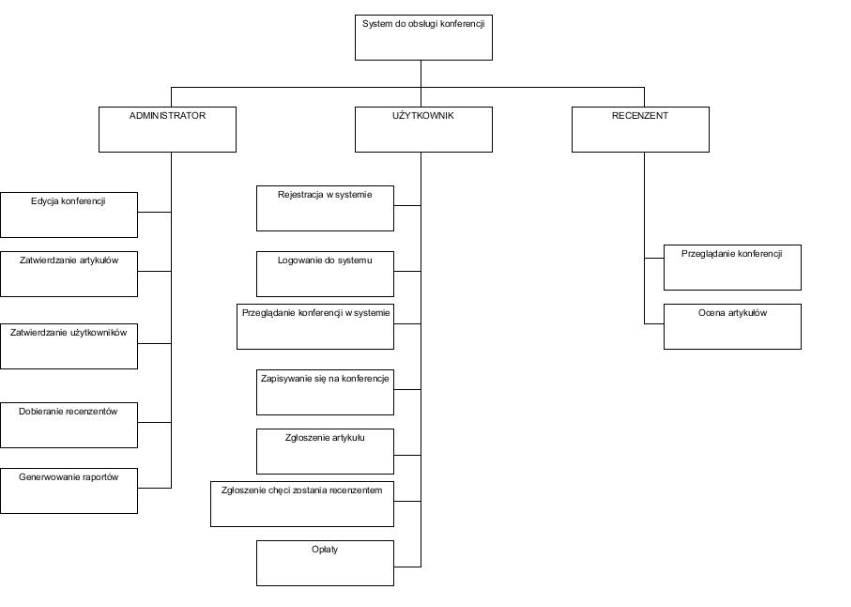 System do obsługi konferencji
ADMINISTRATOR
UŻYTKOWNIK
RECENZENT
Edycja konferencji
Zatwierdzanie artykułów
Zatwierdzanie użytkowników
Dobieranie recenzentów
Generwowanie raportów
Rejestracja w systemie
Logowanie do systemu
Przeglądanie konferencji w systemie
Zapisywanie się na konferencje
Zgłoszenie artykułu
Zgłoszenie chęci zostania recenzentem
Opłaty
Przeglądanie konferencji
Ocena artykułów